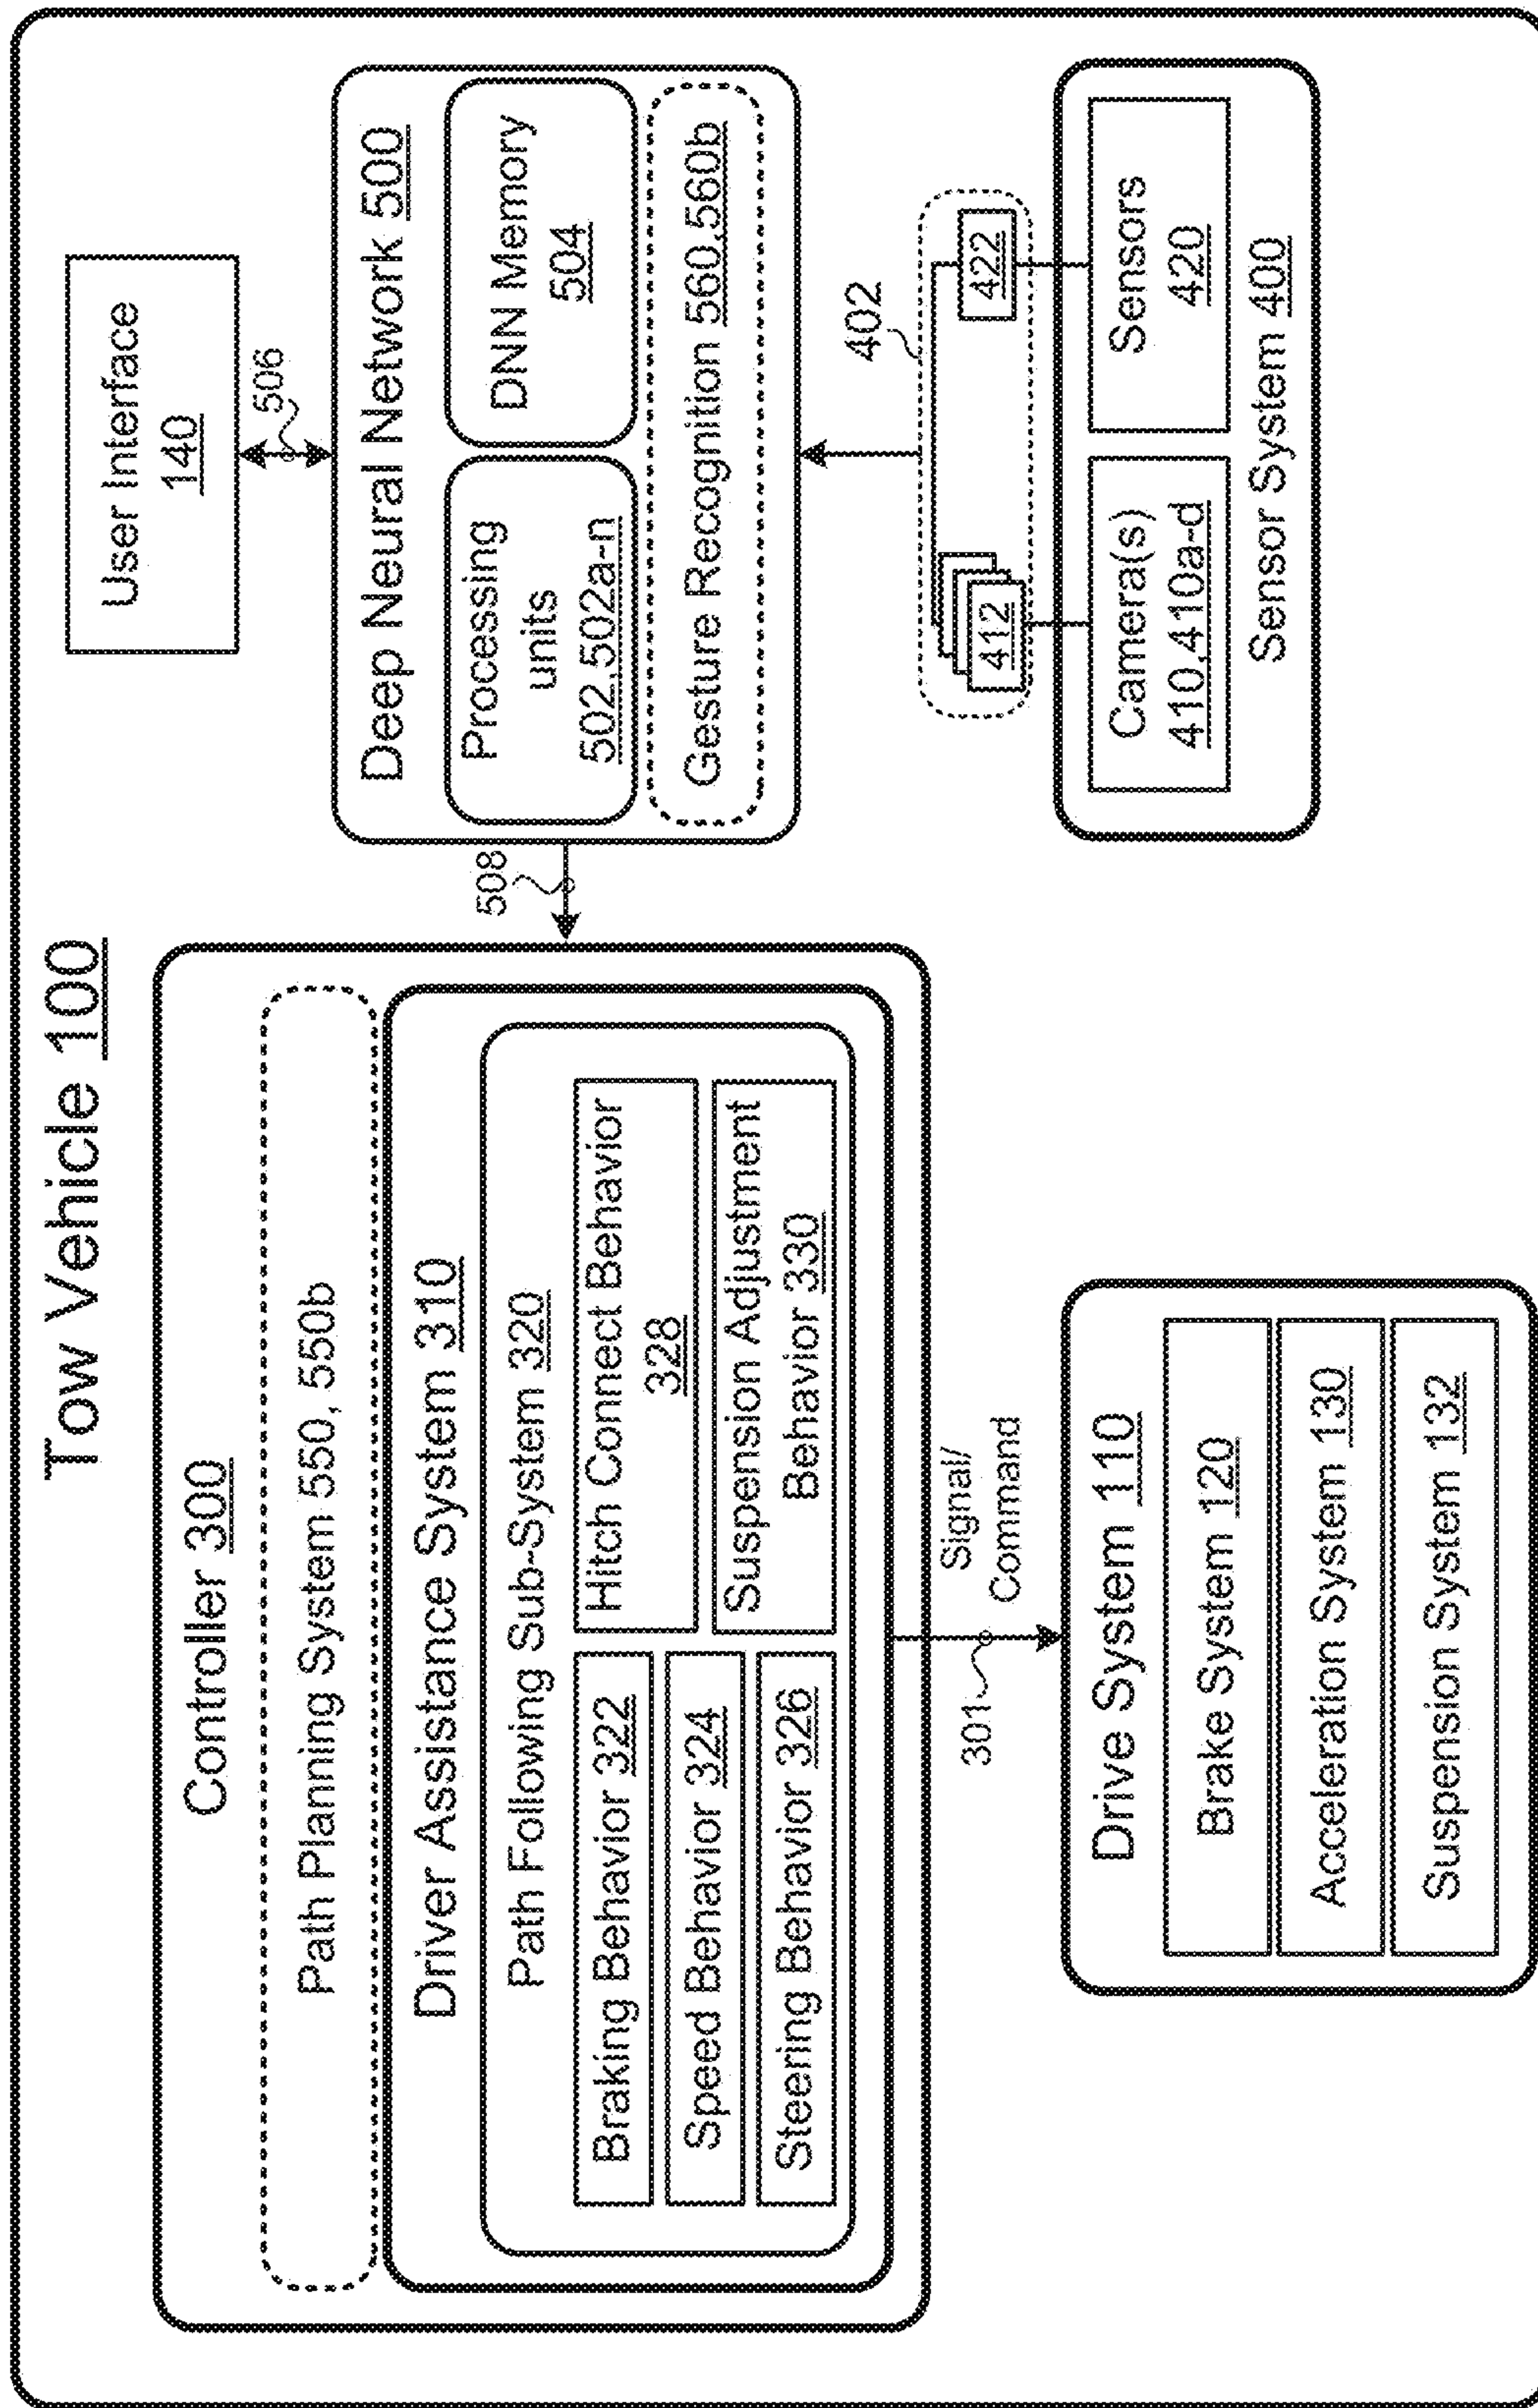 Tow Vehicle 100
Controller 300
Path Planning System 550, 550b
Driver Assistance System 310
Path Following Sub-System 320
Braking Behavior 322
Speed Behavior 324
Steering Behavior 326
Hitch Connect Behavior
328
Suspension Adjustment
Behavior 330
301
Signal/
Command
Drive System 110
Brake System 120
Acceleration System 130
Suspension System 132
508
User Interface
140
506
Deep Neural Network 500
Processing
units
502,502a-n
DNN Memory
504
Gesture Recognition 560,560b
402
412
422
Camera(s)
410,410a-d
Sensors
420
Sensor System 400